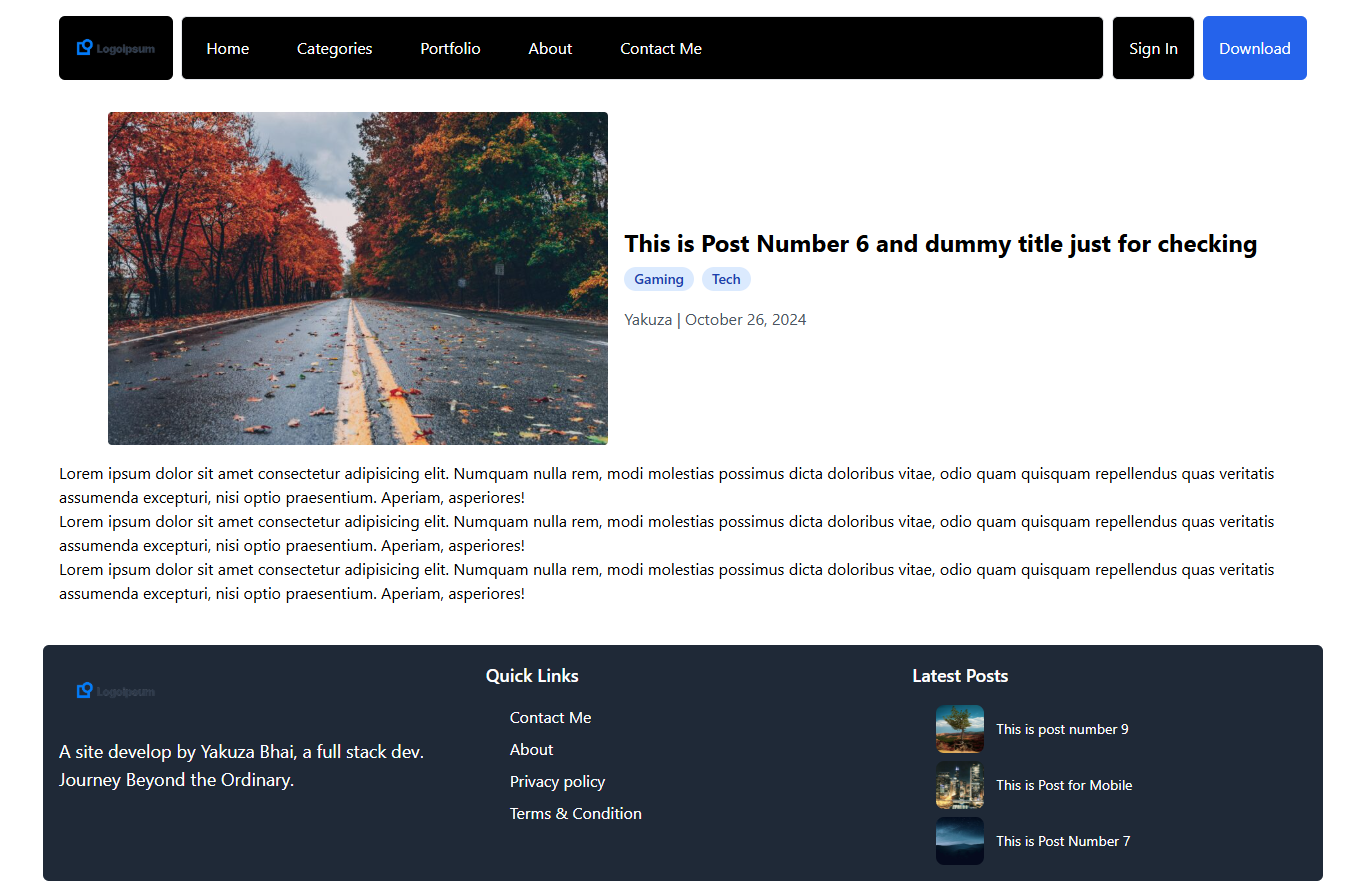 Logoipsum
Home Categories Portfolio About Contact Me Sign In Download
This is Post Number 6 and dummy title just for checking
Gaming Tech
Yakuza | October 26, 2024
Lorem ipsum dolor sit amet consectetur adipisicing elit. Numquam nulla rem, modi molestias possimus dicta doloribus vitae, odio quam quisquam repellendus quas veritatis
assumenda excepturi, nisi optio praesentium. Aperiam, asperiores!
Lorem ipsum dolor sit amet consectetur adipisicing elit. Numquam nulla rem, modi molestias possimus dicta doloribus vitae, odio quam quisquam repellendus quas veritatis
assumenda excepturi, nisi optio praesentium. Aperiam, asperiores!
Lorem ipsum dolor sit amet consectetur adipisicing elit. Numquam nulla rem, modi molestias possimus dicta doloribus vitae, odio quam quisquam repellendus quas veritatis
assumenda excepturi, nisi optio praesentium. Aperiam, asperiores!
Logoipsum
A site develop by Yakuza Bhai, a full stack dev.
Journey Beyond the Ordinary.
Quick Links
Contact Me
About
Privacy policy
Terms & Condition
Latest Posts
This is post number 9
This is Post for Mobile
This is Post Number 7